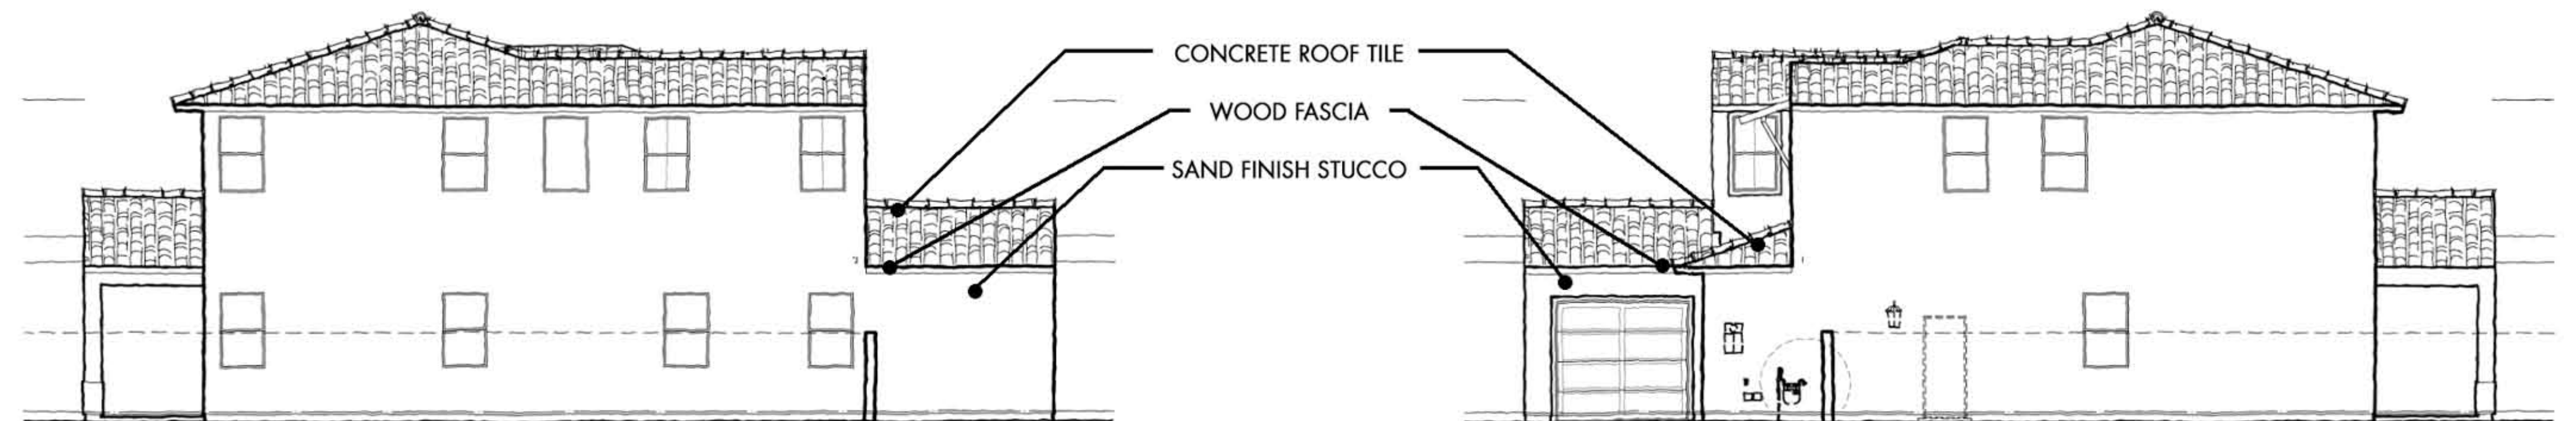 CONCRETE ROOF TILE
WOOD FASCIA
SAND FINISH STUCCO